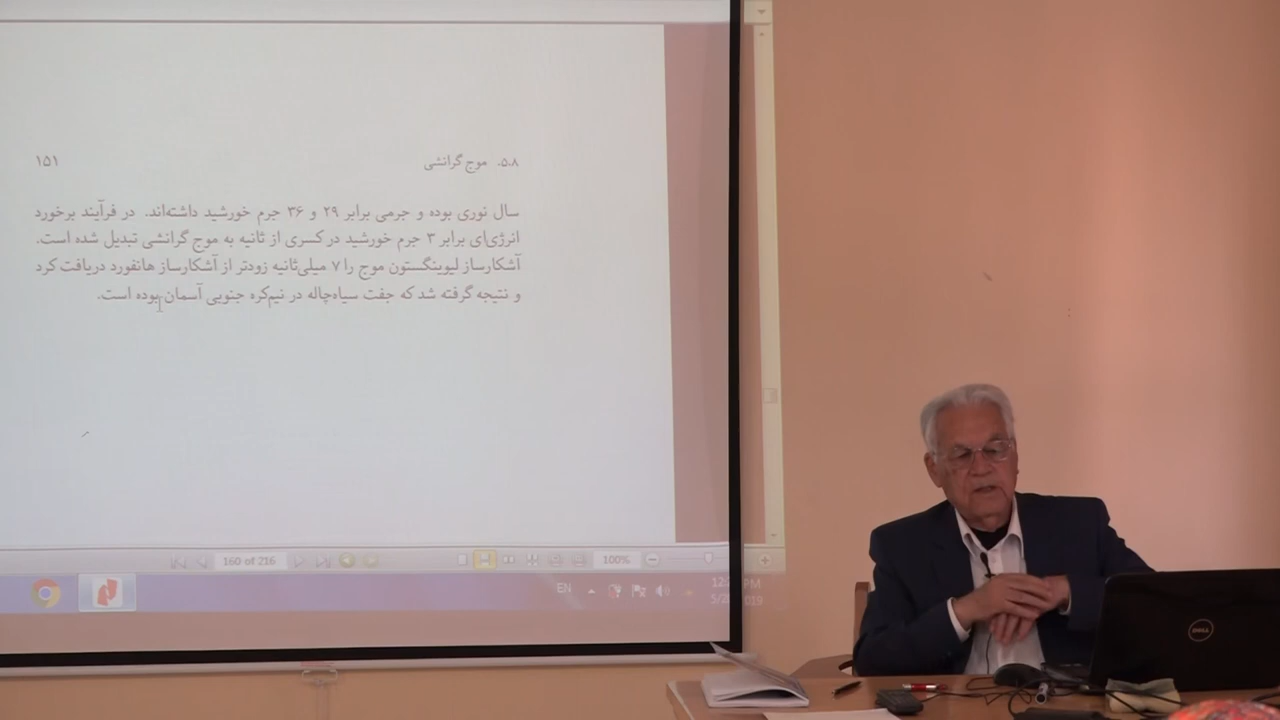 ۵.۸. موج گرانشی ۱۵۱
سال نوری بوده و جرمی برابر ۲۹ و ۳۶ جرم خورشید داشته‌اند. در فرآیند برخورد
انرژی‌ای برابر ۳ جرم خورشید در کسری از ثانیه به موج گرانشی تبدیل شده است.
آشکارساز لیوینگستون موج را ۷ میلی‌ثانیه زودتر از آشکارساز هانفورد دریافت کرد
و نتیجه گرفته شد که جفت سیاه‌چاله در نیم‌کره جنوبی آسمان بوده است.
160 of 216
100%
EN
DELL